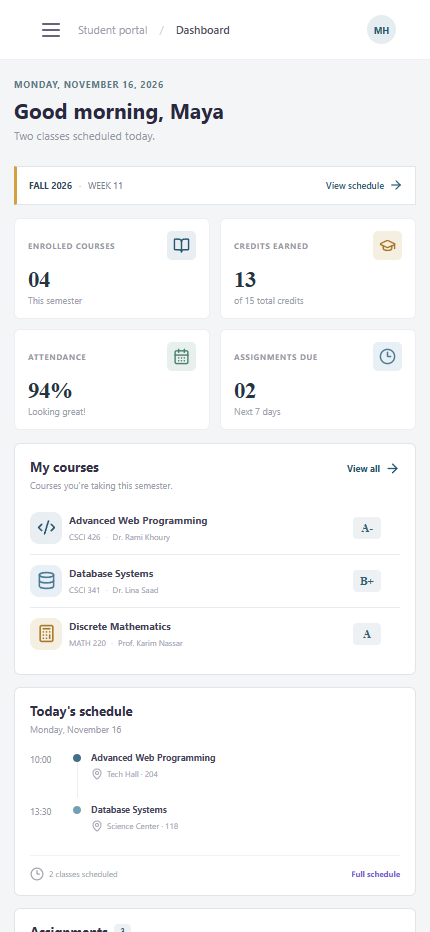 Student portal / Dashboard MH
MONDAY, NOVEMBER 16, 2026
Good morning, Maya
Two classes scheduled today.
FALL 2026 · WEEK 11 View schedule
ENROLLED COURSES
04
This semester
CREDITS EARNED
13
of 15 total credits
ATTENDANCE
94%
Looking great!
ASSIGNMENTS DUE
02
Next 7 days
My courses View all
Courses you're taking this semester.
Advanced Web Programming
CSCI 426 · Dr. Rami Khoury
A-
Database Systems
CSCI 341 · Dr. Lina Saad
B+
Discrete Mathematics
MATH 220 · Prof. Karim Nassar
A
Today's schedule
Monday, November 16
10:00 Advanced Web Programming
Tech Hall · 204
13:30 Database Systems
Science Center · 118
2 classes scheduled Full schedule
Assignments 3